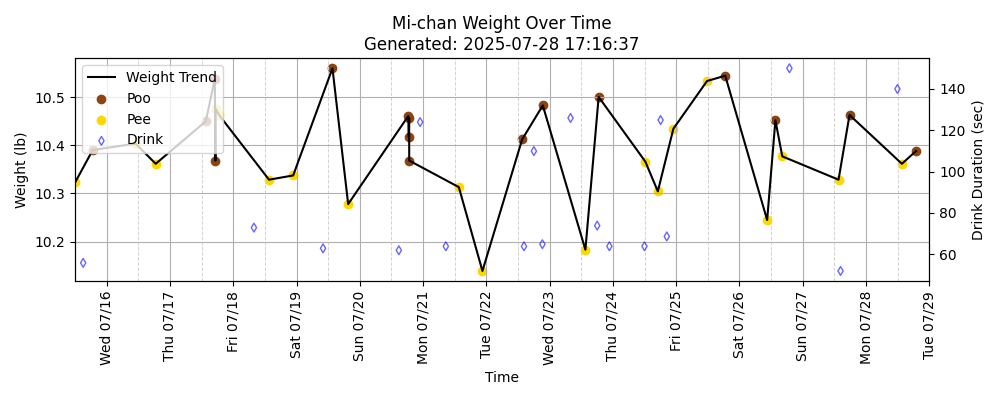 Mi-chan Weight Over Time
Generated: 2025-07-28 17:16:37
Weight Trend
Poo
Pee
Drink
Weight (lb)
10.5
10.4
10.3
10.2
140
120
100
80
60
Drink Duration (sec)
Wed 07/16
Thu 07/17
Fri 07/18
Sat 07/19
Sun 07/20
Mon 07/21
Tue 07/22
Wed 07/23
Thu 07/24
Fri 07/25
Sat 07/26
Sun 07/27
Mon 07/28
Tue 07/29
Time